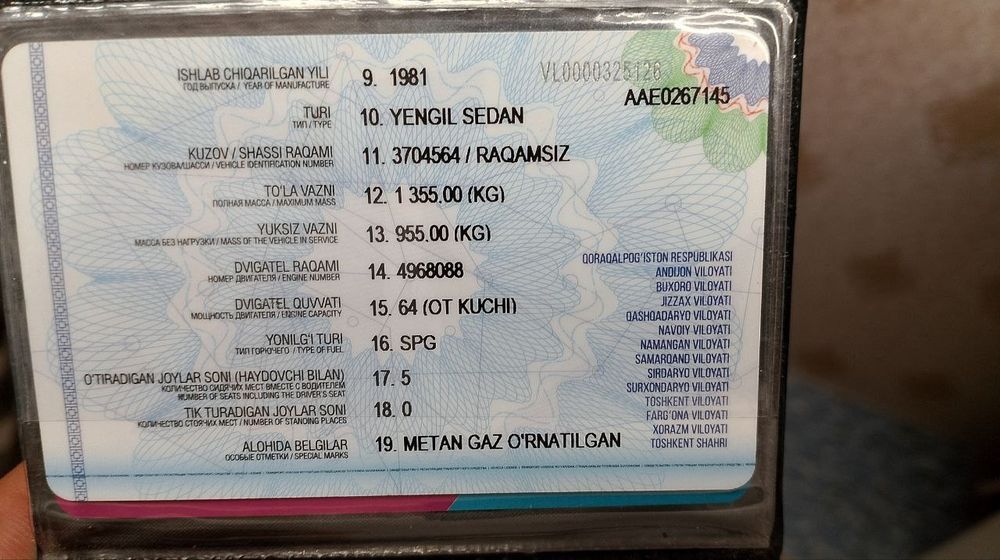 VL0000325126
AAE0267145
ISHLAB CHIQARILGAN YILI
ГОД ВЫПУСКА / YEAR OF MANUFACTURE
9. 1981
TURI
ТИП / TYPE
10. YENGIL SEDAN
KUZOV / SHASSI RAQAMI
НОМЕР КУЗОВА/ШАССИ / VEHICLE IDENTIFICATION NUMBER
11. 3704564 / RAQAMSIZ
TO'LA VAZNI
ПОЛНАЯ МАССА / MAXIMUM MASS
12. 1 355.00 (KG)
YUKSIZ VAZNI
МАССА БЕЗ НАГРУЗКИ / MASS OF THE VEHICLE IN SERVICE
13. 955.00 (KG)
DVIGATEL RAQAMI
НОМЕР ДВИГАТЕЛЯ / ENGINE NUMBER
14. 4968088
DVIGATEL QUVVATI
МОЩНОСТЬ ДВИГАТЕЛЯ / ENGINE CAPACITY
15. 64 (OT KUCHI)
YONILG'I TURI
ТИП ГОРЮЧЕГО / TYPE OF FUEL
16. SPG
O'TIRADIGAN JOYLAR SONI (HAYDOVCHI BILAN)
КОЛИЧЕСТВО СИДЯЧИХ МЕСТ ВМЕСТЕ С ВОДИТЕЛЕМ
NUMBER OF SEATS INCLUDING THE DRIVER'S SEAT
17. 5
TIK TURADIGAN JOYLAR SONI
КОЛИЧЕСТВО СТОЯЧИХ МЕСТ / NUMBER OF STANDING PLACES
18. 0
ALOHIDA BELGILAR
ОСОБЫЕ ОТМЕТКИ / SPECIAL MARKS
19. METAN GAZ O'RNATILGAN
QORAQALPOG'ISTON RESPUBLIKASI
ANDIJON VILOYATI
BUXORO VILOYATI
JIZZAX VILOYATI
QASHQADARYO VILOYATI
NAVOIY VILOYATI
NAMANGAN VILOYATI
SAMARQAND VILOYATI
SIRDARYO VILOYATI
SURXONDARYO VILOYATI
TOSHKENT VILOYATI
FARG'ONA VILOYATI
XORAZM VILOYATI
TOSHKENT SHAHRI